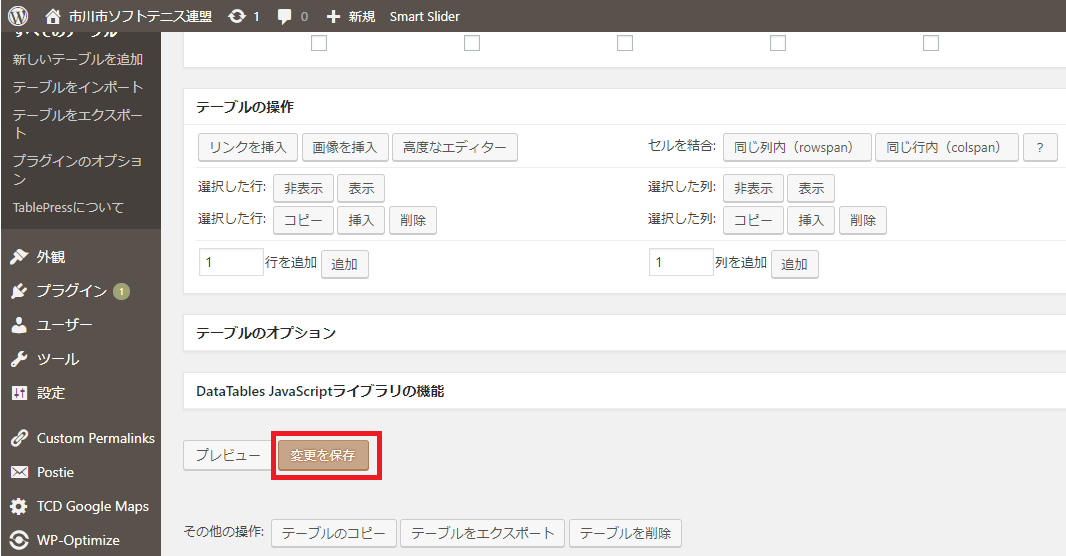 市川市ソフトテニス連盟 1 0 新規 Smart Slider
すべてのテーブル
新しいテーブルを追加
テーブルをインポート
テーブルをエクスポー
ト
プラグインのオプショ
ン
TablePressについて
外観
プラグイン 1
ユーザー
ツール
設定
Custom Permalinks
Postie
TCD Google Maps
WP-Optimize
テーブルの操作
リンクを挿入 画像を挿入 高度なエディター
セルを結合: 同じ列内（rowspan） 同じ行内（colspan） ?
選択した行: 非表示 表示
選択した列: 非表示 表示
選択した行: コピー 挿入 削除
選択した列: コピー 挿入 削除
1 行を追加 追加
1 列を追加 追加
テーブルのオプション
DataTables JavaScriptライブラリの機能
プレビュー 変更を保存
その他の操作: テーブルのコピー テーブルをエクスポート テーブルを削除